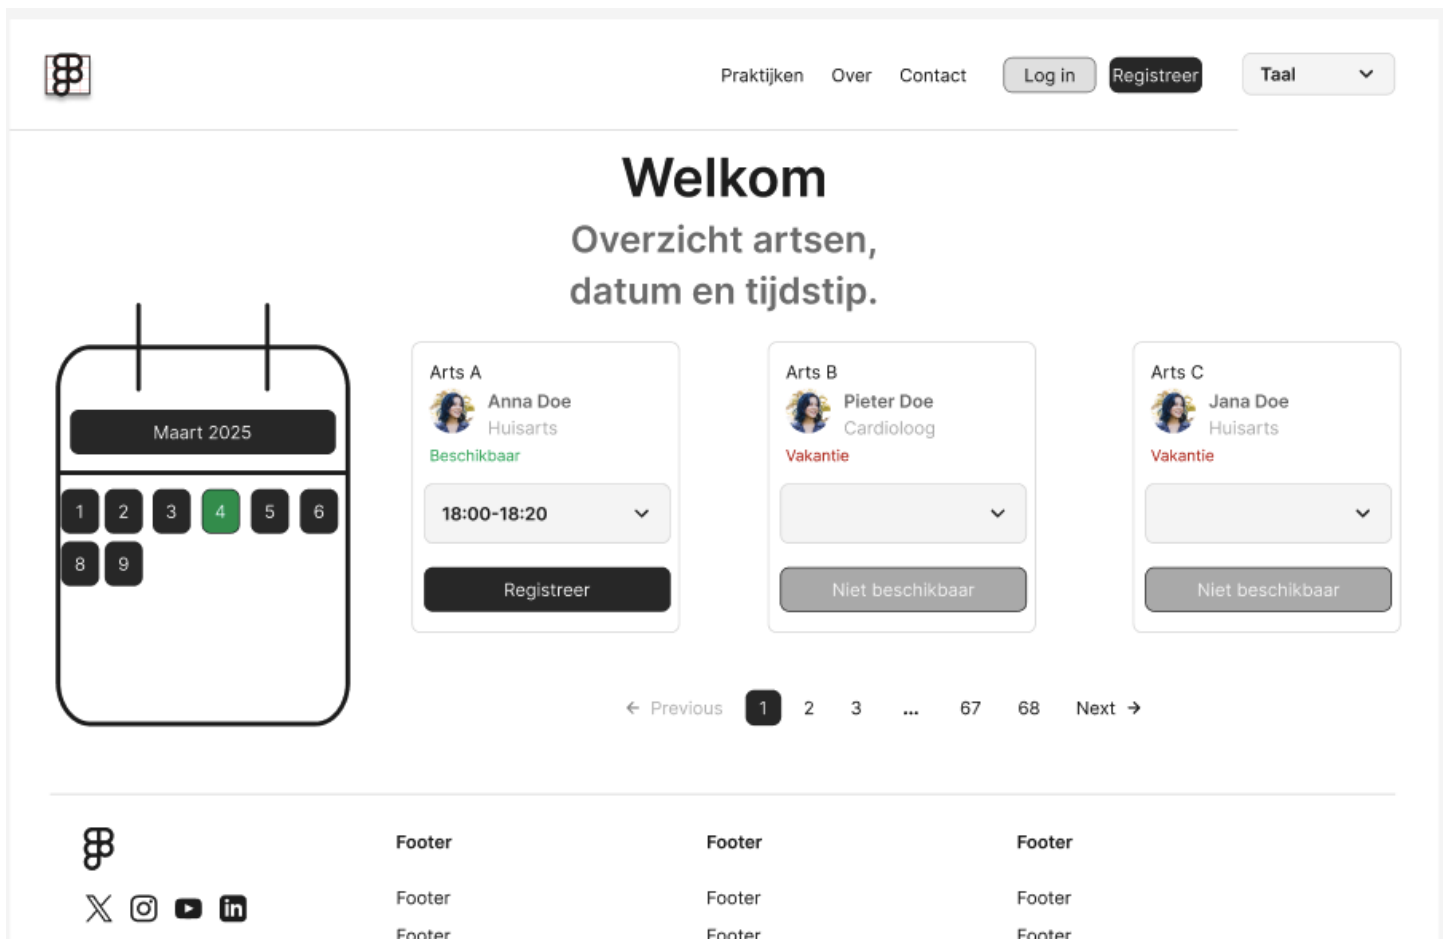 Praktijken Over Contact Log in Registreer Taal
Welkom
Overzicht artsen,
datum en tijdstip.
Maart 2025
1 2 3 4 5 6
8 9
Arts A
Anna Doe
Huisarts
Beschikbaar
18:00-18:20
Registreer
Arts B
Pieter Doe
Cardioloog
Vakantie
Niet beschikbaar
Arts C
Jana Doe
Huisarts
Vakantie
Niet beschikbaar
← Previous 1 2 3 ... 67 68 Next →
Footer Footer Footer
Footer Footer Footer
Footer Footer Footer